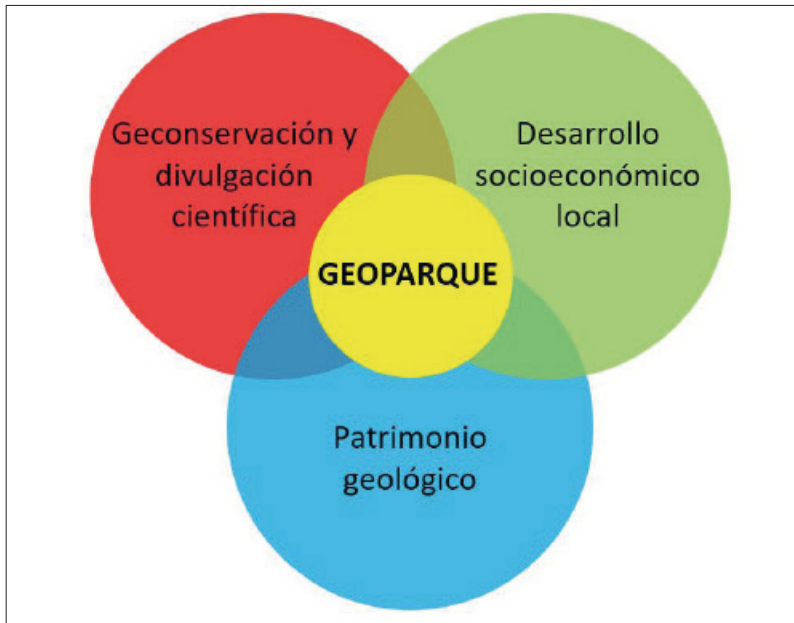 Geconservación y
divulgación
científica
Desarrollo
socioeconómico
local
GEOPARQUE
Patrimonio
geológico